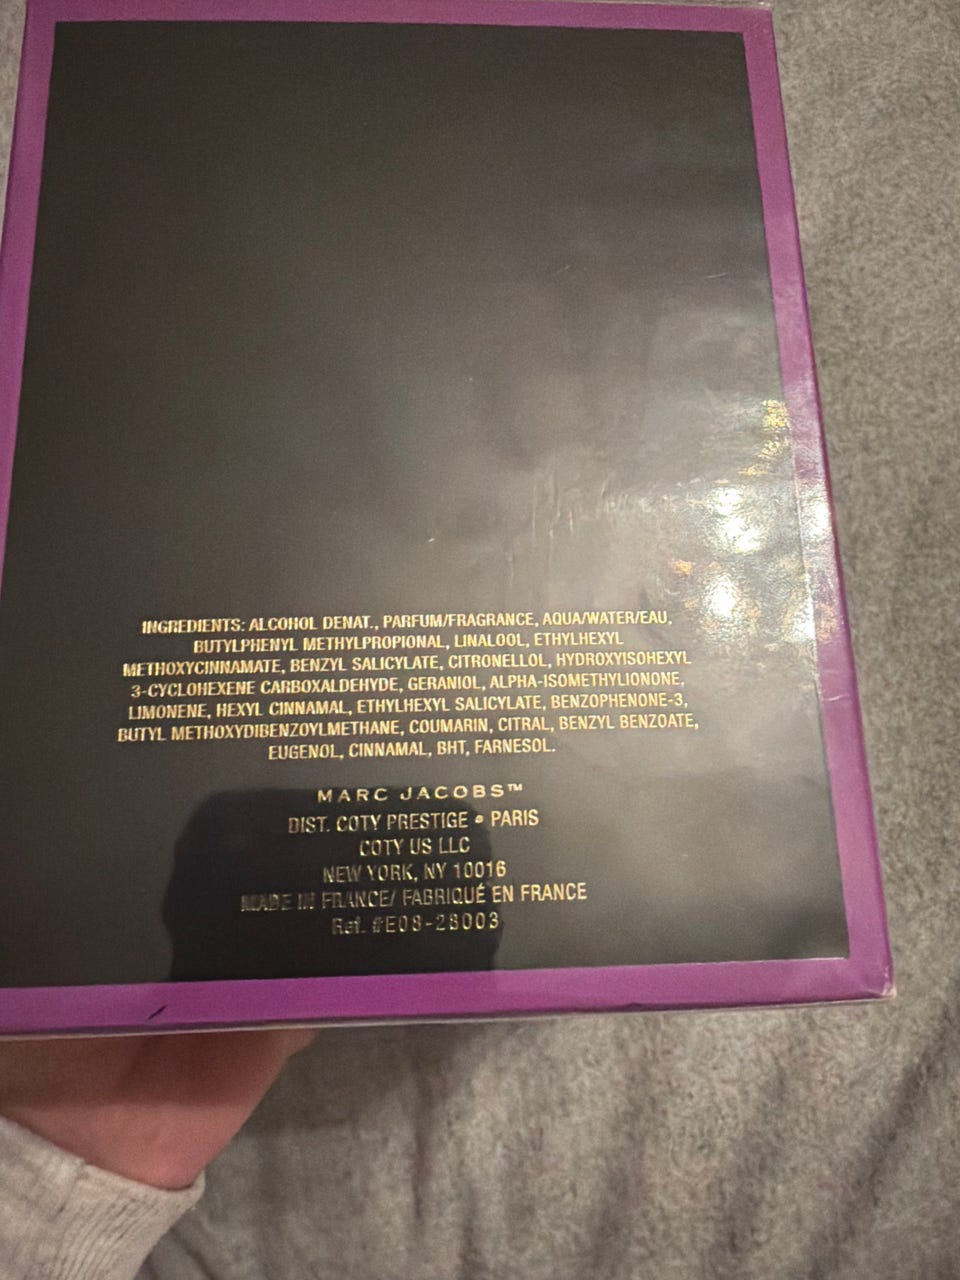 INGREDIENTS: ALCOHOL DENAT., PARFUM/FRAGRANCE, AQUA/WATER/EAU,
BUTYLPHENYL METHYLPROPIONAL, LINALOOL, ETHYLHEXYL
METHOXYCINNAMATE, BENZYL SALICYLATE, CITRONELLOL, HYDROXYISOHEXYL
3-CYCLOHEXENE CARBOXALDEHYDE, GERANIOL, ALPHA-ISOMETHYLIONONE,
LIMONENE, HEXYL CINNAMAL, ETHYLHEXYL SALICYLATE, BENZOPHENONE-3,
BUTYL METHOXYDIBENZOYLMETHANE, COUMARIN, CITRAL, BENZYL BENZOATE,
EUGENOL, CINNAMAL, BHT, FARNESOL.
MARC JACOBS™
DIST. COTY PRESTIGE • PARIS
COTY US LLC
NEW YORK, NY 10016
MADE IN FRANCE/ FABRIQUÉ EN FRANCE
Ref. #E08-28003